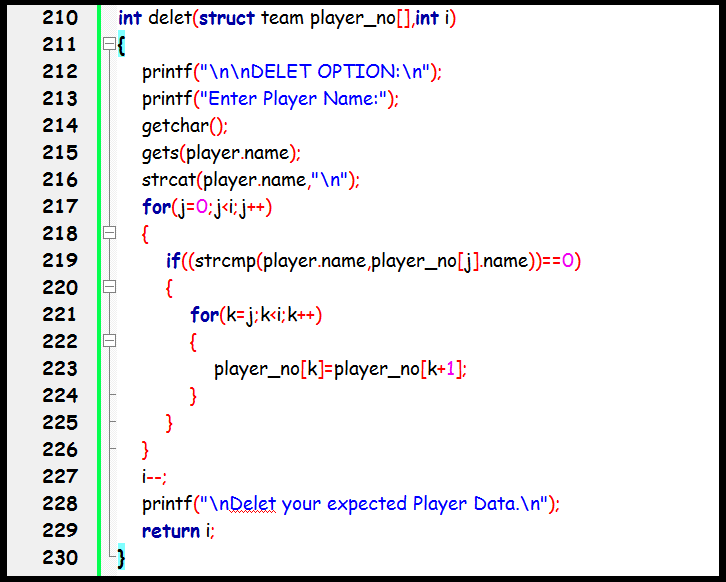 210 int delet(struct team player_no[],int i)
211 {
212 printf("\n\nDELET OPTION:\n");
213 printf("Enter Player Name:");
214 getchar();
215 gets(player.name);
216 strcat(player.name,"\n");
217 for(j=0;j<i;j++)
218 {
219 if((strcmp(player.name,player_no[j].name))==0)
220 {
221 for(k=j;k<i;k++)
222 {
223 player_no[k]=player_no[k+1];
224 }
225 }
226 }
227 i--;
228 printf("\nDelet your expected Player Data.\n");
229 return i;
230 }